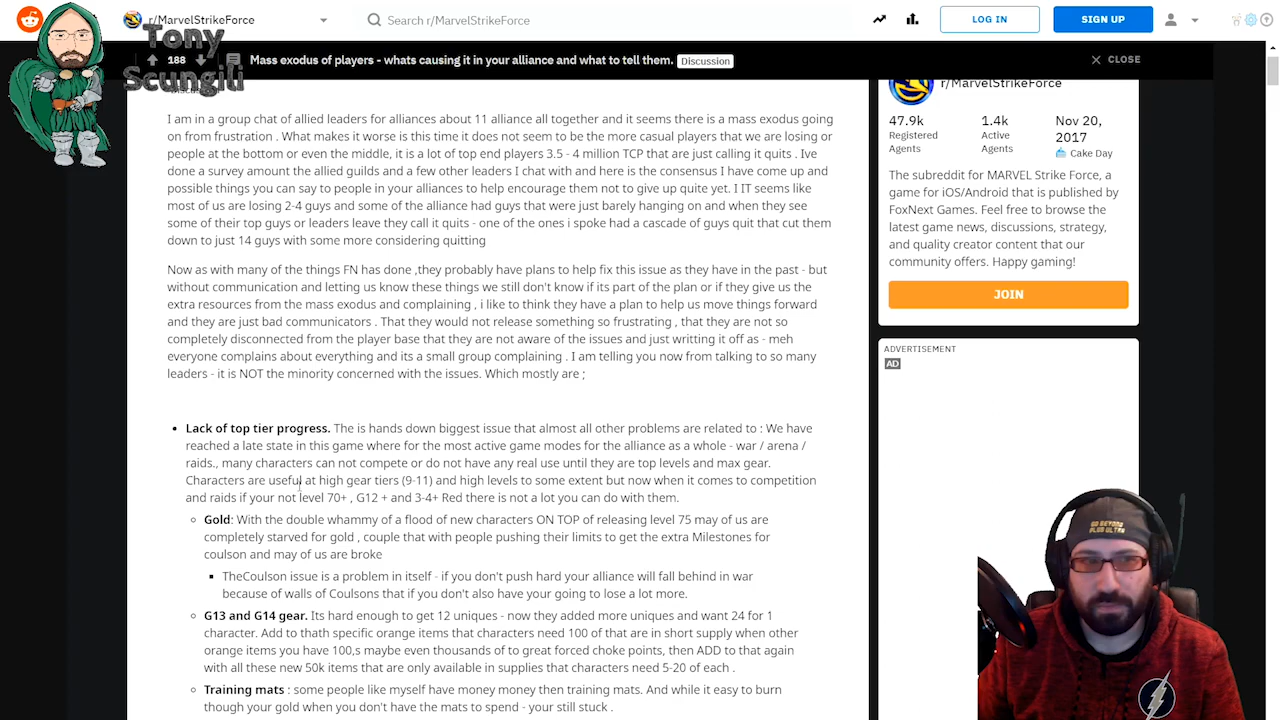 r/MarvelStrikeForce
Search r/MarvelStrikeForce
LOG IN
SIGN UP
Tony
Scungili
188
Mass exodus of players - whats causing it in your alliance and what to tell them.
Discussion
CLOSE
I am in a group chat of allied leaders for alliances about 11 alliance all together and it seems there is a mass exodus going
on from frustration . What makes it worse is this time it does not seem to be the more casual players that we are losing or
people at the bottom or even the middle, it is a lot of top end players 3.5 - 4 million TCP that are just calling it quits . Ive
done a survey amount the allied guilds and a few other leaders I chat with and here is the consensus I have come up and
possible things you can say to people in your alliances to help encourage them not to give up quite yet. I IT seems like
most of us are losing 2-4 guys and some of the alliance had guys that were just barely hanging on and when they see
some of their top guys or leaders leave they call it quits - one of the ones i spoke had a cascade of guys quit that cut them
down to just 14 guys with some more considering quitting
Now as with many of the things FN has done ,they probably have plans to help fix this issue as they have in the past - but
without communication and letting us know these things we still don't know if its part of the plan or if they give us the
extra resources from the mass exodus and complaining , i like to think they have a plan to help us move things forward
and they are just bad communicators . That they would not release something so frustrating , that they are not so
completely disconnected from the player base that they are not aware of the issues and just writting it off as - meh
everyone complains about everything and its a small group complaining . I am telling you now from talking to so many
leaders - it is NOT the minority concerned with the issues. Which mostly are ;
• Lack of top tier progress. The is hands down biggest issue that almost all other problems are related to : We have
reached a late state in this game where for the most active game modes for the alliance as a whole - war / arena /
raids., many characters can not compete or do not have any real use until they are top levels and max gear.
Characters are useful at high gear tiers (9-11) and high levels to some extent but now when it comes to competition
and raids if your not level 70+ , G12 + and 3-4+ Red there is not a lot you can do with them.
Gold: With the double whammy of a flood of new characters ON TOP of releasing level 75 may of us are
completely starved for gold , couple that with people pushing their limits to get the extra Milestones for
coulson and may of us are broke
TheCoulson issue is a problem in itself - if you don't push hard your alliance will fall behind in war
because of walls of Coulsons that if you don't also have your going to lose a lot more.
G13 and G14 gear. Its hard enough to get 12 uniques - now they added more uniques and want 24 for 1
character. Add to thath specific orange items that characters need 100 of that are in short supply when other
orange items you have 100,s maybe even thousands of to great forced choke points, then ADD to that again
with all these new 50k items that are only available in supplies that characters need 5-20 of each .
Training mats : some people like myself have money money then training mats. And while it easy to burn
though your gold when you don't have the mats to spend - your still stuck .
r/MarvelStrikeForce
47.9k
Registered
Agents
1.4k
Active
Agents
Nov 20,
2017
Cake Day
The subreddit for MARVEL Strike Force, a
game for iOS/Android that is published by
FoxNext Games. Feel free to browse the
latest game news, discussions, strategy,
and quality creator content that our
community offers. Happy gaming!
JOIN
ADVERTISEMENT
AD